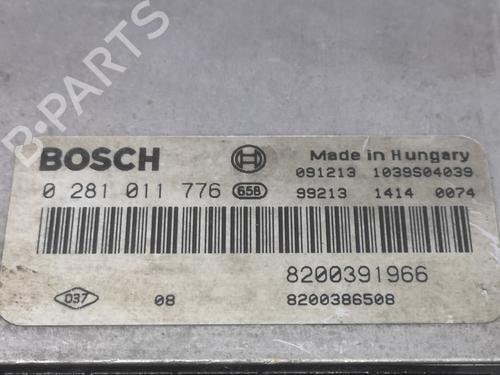 B-PARTS
BOSCH
Made in Hungary
091213 1039S04039
0 281 011 776 658
99213 1414 0074
8200391966
037 08 8200386508